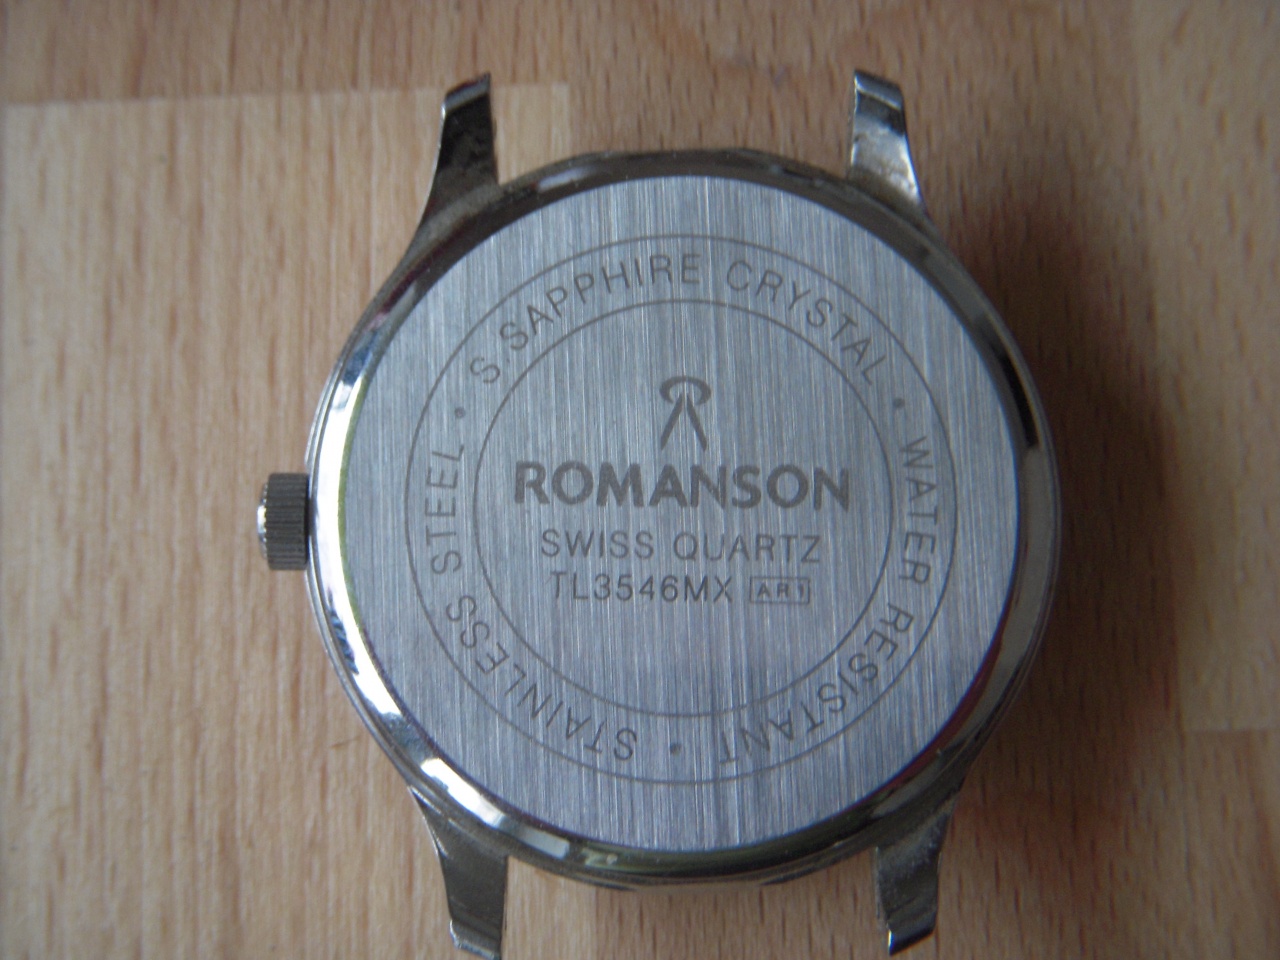 S.SAPPHIRE CRYSTAL • WATER RESISTANT • STAINLESS STEEL •
ROMANSON
SWISS QUARTZ
TL3546MX AR1